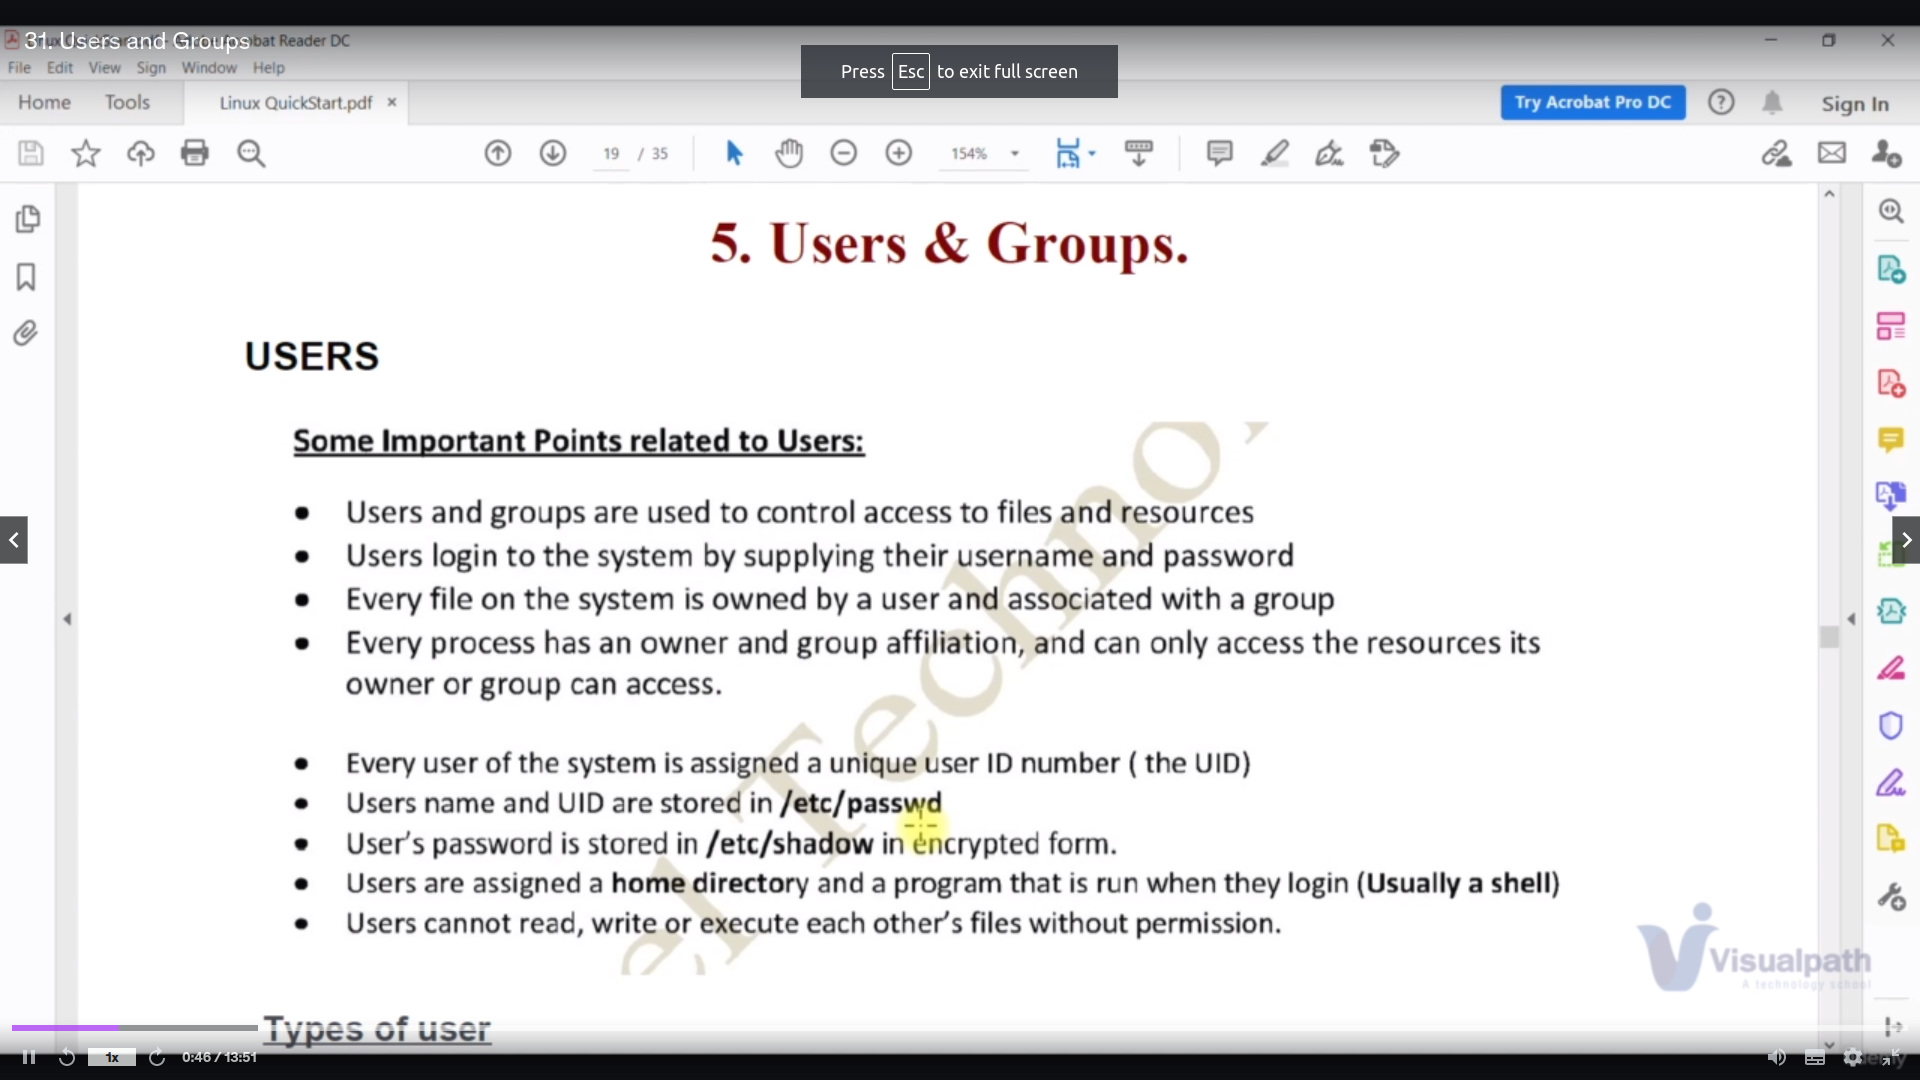 31. Users and Groups
bat Reader DC
File Edit View Sign Window Help
Press Esc to exit full screen
Home Tools Linux QuickStart.pdf ×
Try Acrobat Pro DC ? Sign In
19 / 35 154%
5. Users & Groups.
USERS
Some Important Points related to Users:
• Users and groups are used to control access to files and resources
• Users login to the system by supplying their username and password
• Every file on the system is owned by a user and associated with a group
• Every process has an owner and group affiliation, and can only access the resources its
owner or group can access.
• Every user of the system is assigned a unique user ID number ( the UID)
• Users name and UID are stored in /etc/passwd
• User's password is stored in /etc/shadow in encrypted form.
• Users are assigned a home directory and a program that is run when they login (Usually a shell)
• Users cannot read, write or execute each other's files without permission.
el Techno
Visualpath
A technology school
Types of user
1x 0:46 / 13:51